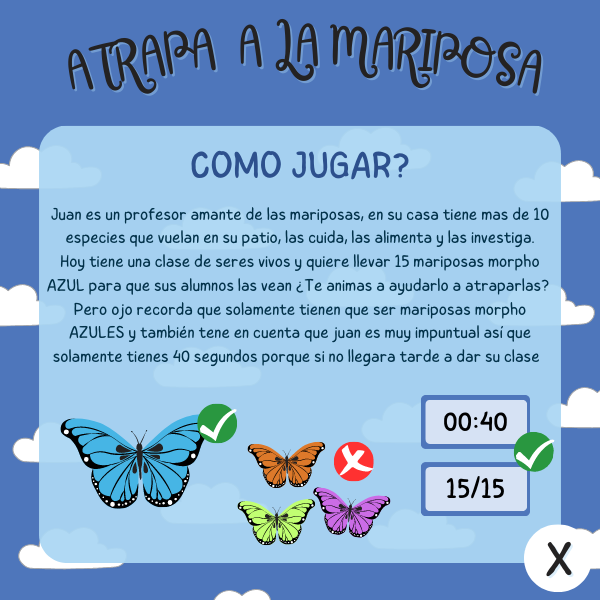 ATRAPA A LA MARIPOSA
COMO JUGAR?
Juan es un profesor amante de las mariposas, en su casa tiene mas de 10
especies que vuelan en su patio, las cuida, las alimenta y las investiga.
Hoy tiene una clase de seres vivos y quiere llevar 15 mariposas morpho
AZUL para que sus alumnos las vean ¿Te animas a ayudarlo a atraparlas?
Pero ojo recorda que solamente tienen que ser mariposas morpho
AZULES y también tene en cuenta que juan es muy impuntual así que
solamente tienes 40 segundos porque si no llegara tarde a dar su clase
00:40
15/15
X